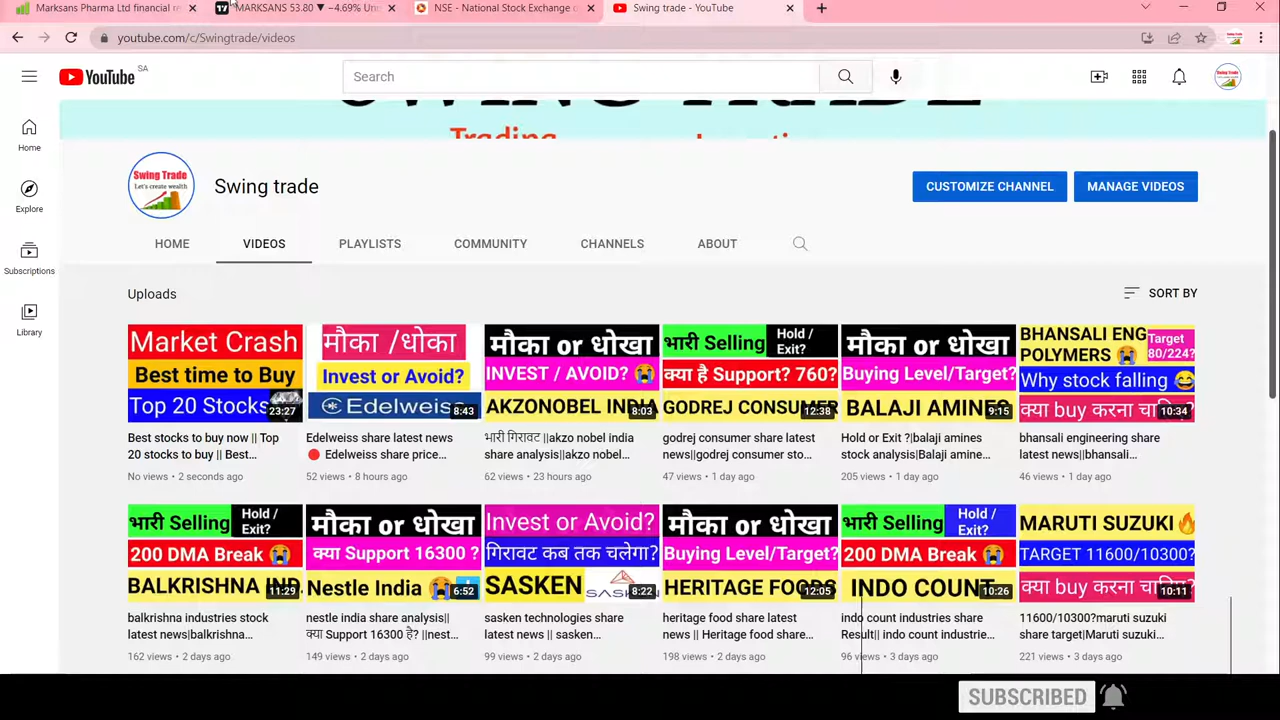 Marksans Pharma Ltd financial re
MARKSANS 53.80 ▼ −4.69% Un
NSE - National Stock Exchange o
Swing trade - YouTube
youtube.com/c/Swingtrade/videos
YouTube SA
Search
Trading
Home
Explore
Subscriptions
Library
Swing Trade
Let's create wealth
Swing trade
CUSTOMIZE CHANNEL
MANAGE VIDEOS
HOME VIDEOS PLAYLISTS COMMUNITY CHANNELS ABOUT
Uploads
SORT BY
Market Crash
Best time to Buy
Top 20 Stocks
23:27
Best stocks to buy now || Top
20 stocks to buy || Best...
No views • 2 seconds ago
मौका /धोका
Invest or Avoid?
Edelweiss
8:43
Edelweiss share latest news
🔴 Edelweiss share price...
52 views • 8 hours ago
मौका or धोखा
INVEST / AVOID? 😭
AKZONOBEL INDIA
8:03
भारी गिरावट ||akzo nobel india
share analysis||akzo nobel...
62 views • 23 hours ago
भारी Selling
Hold /
Exit?
क्या है Support? 760?
GODREJ CONSUMER
12:38
godrej consumer share latest
news||godrej consumer sto...
47 views • 1 day ago
मौका or धोखा
Buying Level/Target?
BALAJI AMINES
9:15
Hold or Exit ?|balaji amines
stock analysis|Balaji amine...
205 views • 1 day ago
BHANSALI ENG
POLYMERS 😭
Target
80/224?
Why stock falling 😂
क्या buy करना चाहिए?
10:34
bhansali engineering share
latest news||bhansali...
46 views • 1 day ago
भारी Selling
Hold /
Exit?
200 DMA Break 😭
BALKRISHNA IND
11:29
balkrishna industries stock
latest news|balkrishna...
162 views • 2 days ago
मौका or धोखा
क्या Support 16300 ?
Nestle India 😭
6:52
nestle india share analysis||
क्या Support 16300 है? ||nest...
149 views • 2 days ago
Invest or Avoid?
गिरावट कब तक चलेगा?
SASKEN
8:22
sasken technologies share
latest news || sasken...
99 views • 2 days ago
मौका or धोखा
Buying Level/Target?
HERITAGE FOODS
12:05
heritage food share latest
news || Heritage food share...
198 views • 2 days ago
भारी Selling
Hold /
Exit?
200 DMA Break 😭
INDO COUNT
10:26
indo count industries share
Result|| indo count industrie...
96 views • 3 days ago
MARUTI SUZUKI🔥
TARGET 11600/10300?
क्या buy करना चाहिए?
10:11
11600/10300?maruti suzuki
share target|Maruti suzuki...
221 views • 3 days ago
SUBSCRIBED